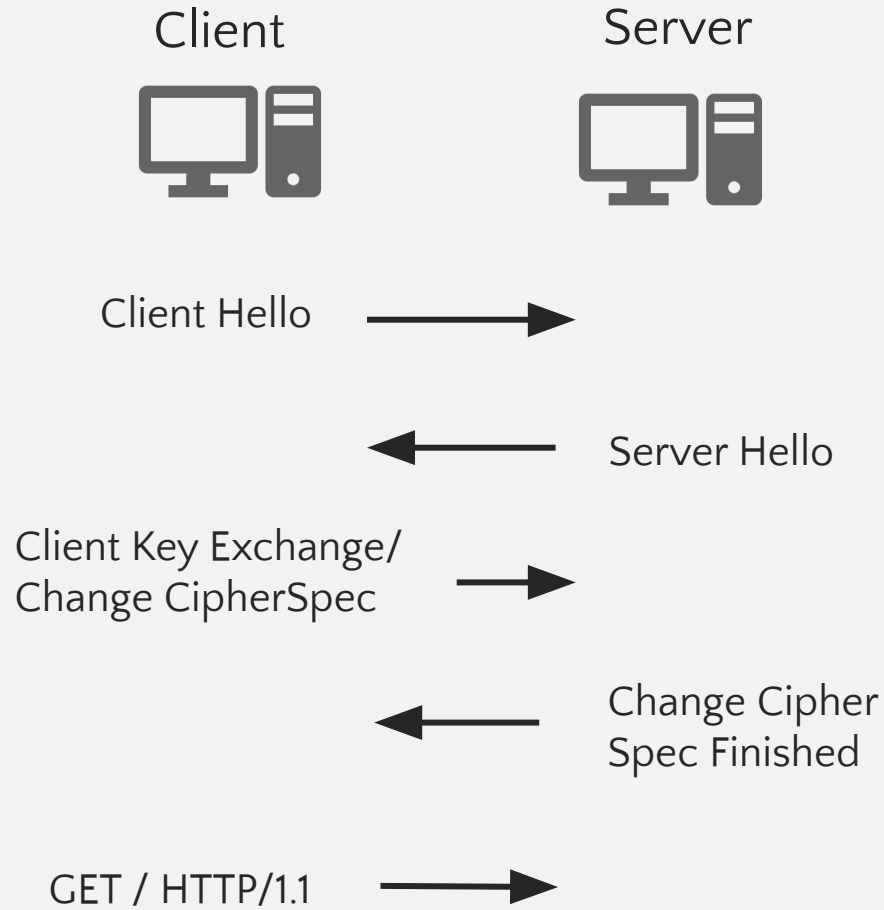 Client
Server
Client Hello
Server Hello
Client Key Exchange/
Change CipherSpec
Change Cipher
Spec Finished
GET / HTTP/1.1